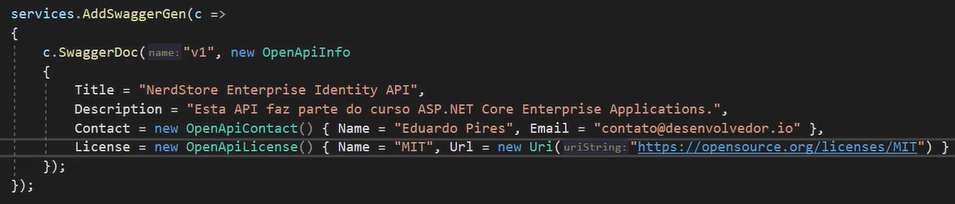 services.AddSwaggerGen(c =>
{
c.SwaggerDoc(name:"v1", new OpenApiInfo
{
Title = "NerdStore Enterprise Identity API",
Description = "Esta API faz parte do curso ASP.NET Core Enterprise Applications.",
Contact = new OpenApiContact() { Name = "Eduardo Pires", Email = "contato@desenvolvedor.io" },
License = new OpenApiLicense() { Name = "MIT", Url = new Uri(uriString:"https://opensource.org/licenses/MIT") }
});
});